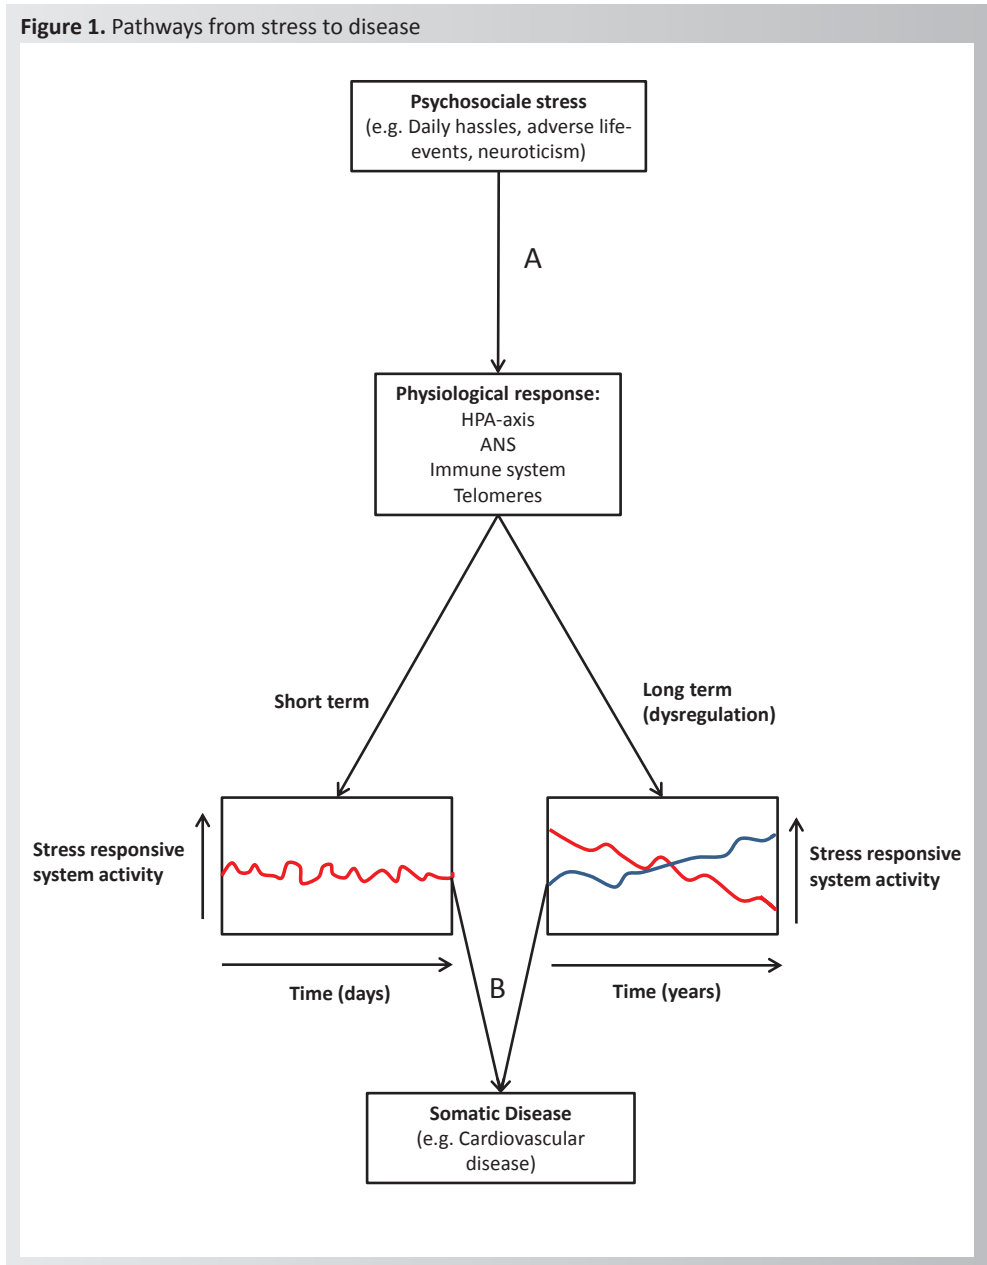 Figure 1. Pathways from stress to disease
Psychosociale stress
(e.g. Daily hassles, adverse life-
events, neuroticism)
A
Physiological response:
HPA-axis
ANS
Immune system
Telomeres
Short term
Long term
(dysregulation)
Stress responsive
system activity
Stress responsive
system activity
Time (days)
B
Time (years)
Somatic Disease
(e.g. Cardiovascular
disease)